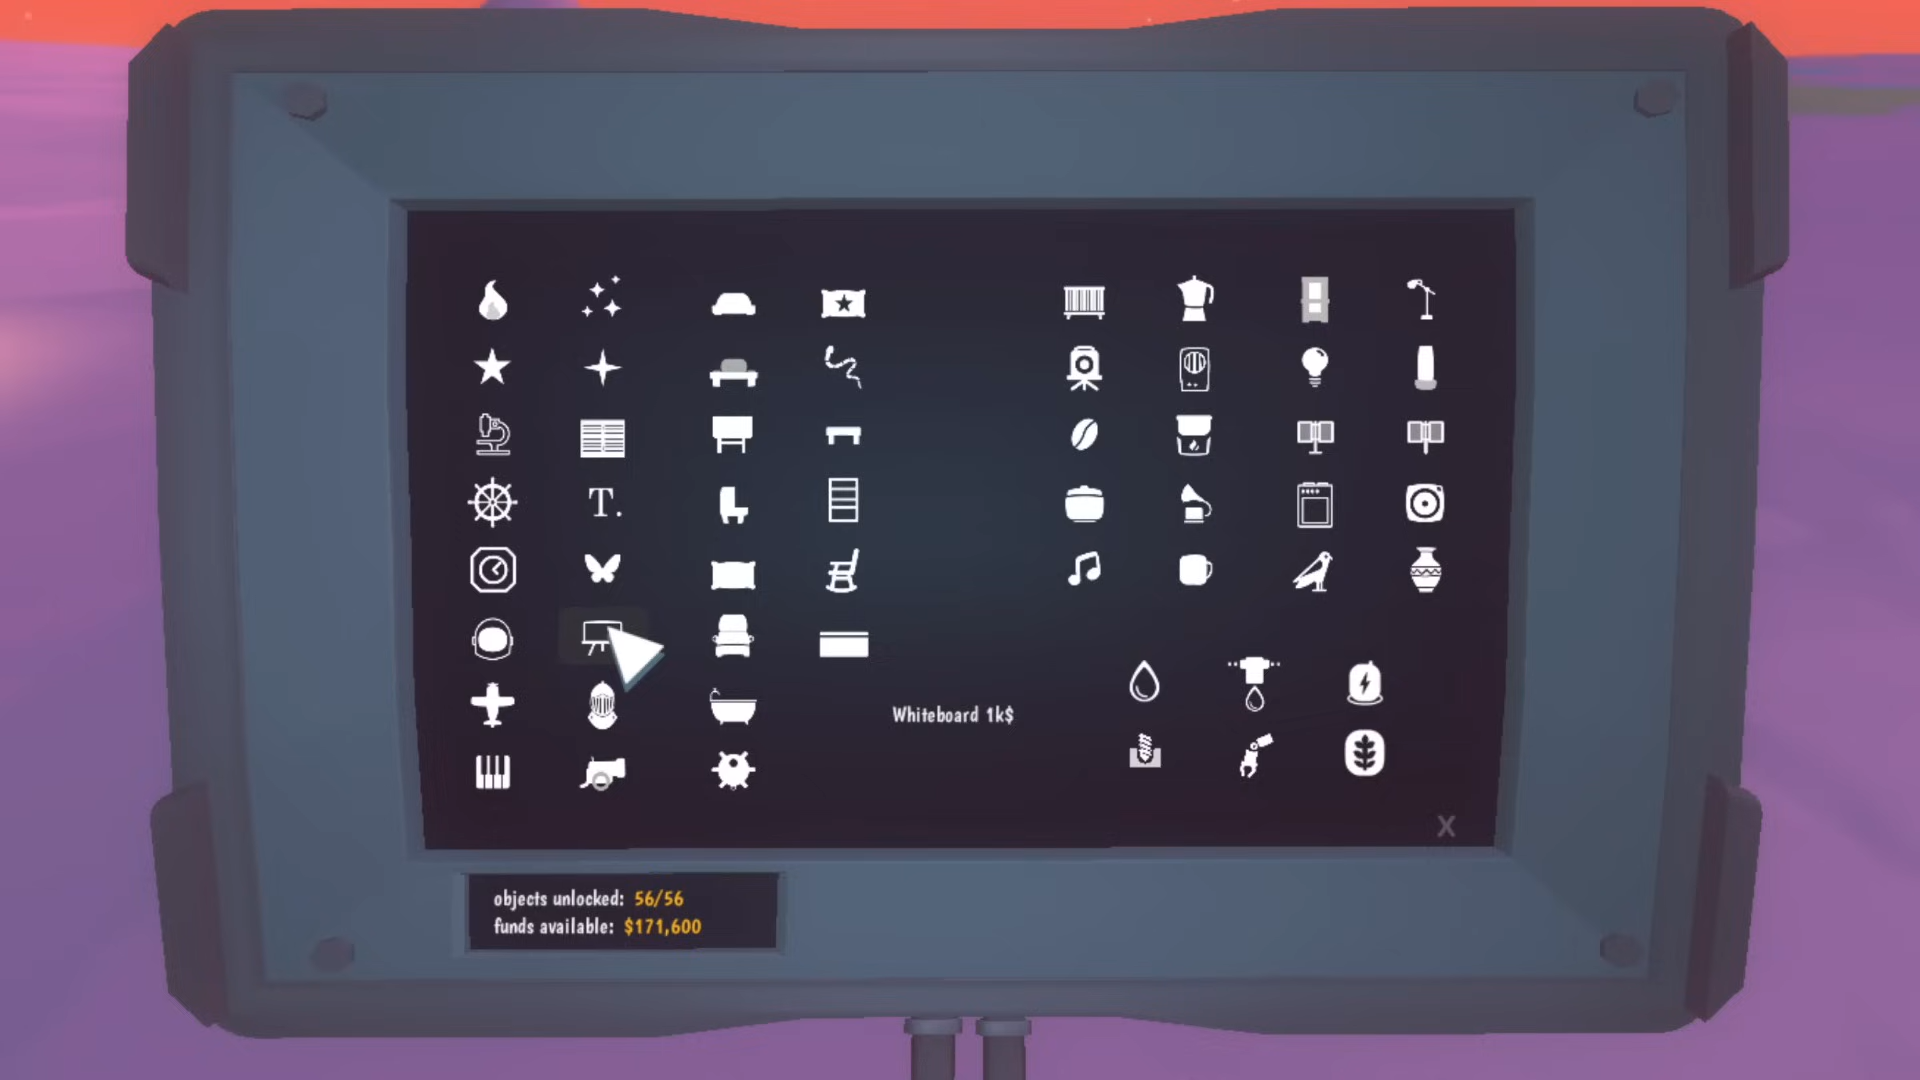 T.
Whiteboard 1k$
X
objects unlocked: 56/56
funds available: $171,600